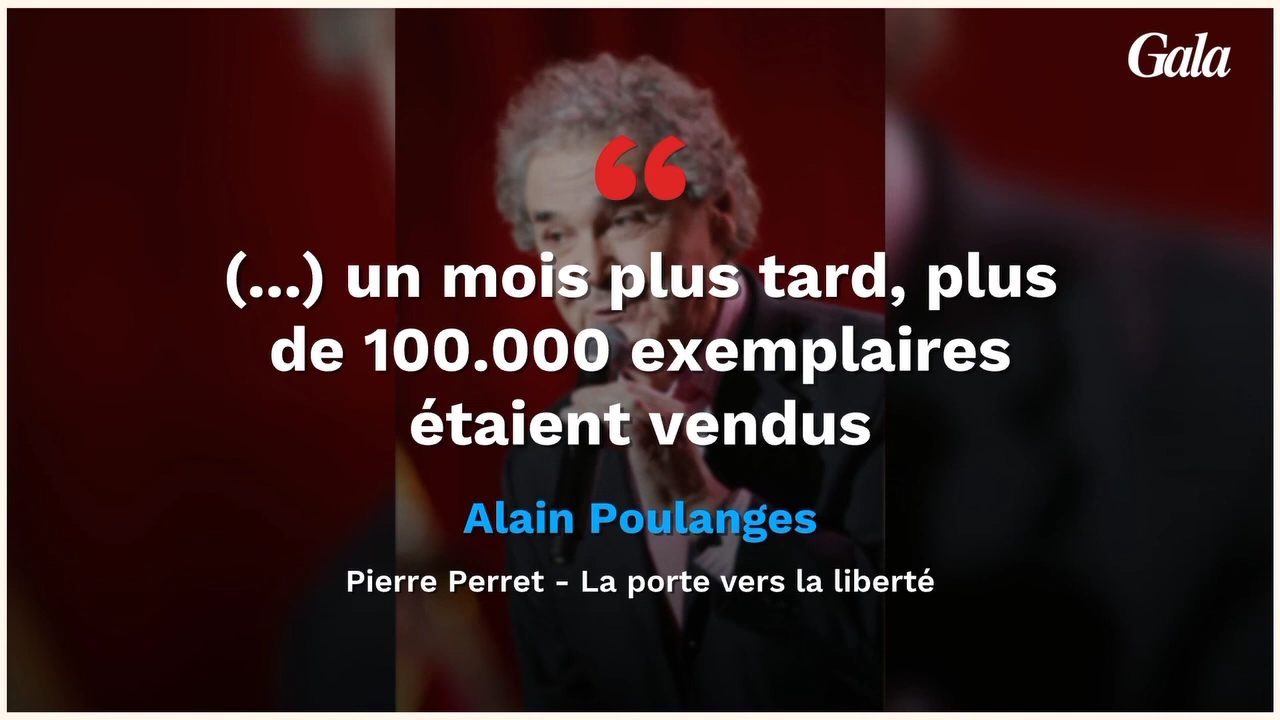 Gala
“
(...) un mois plus tard, plus
de 100.000 exemplaires
étaient vendus
Alain Poulanges
Pierre Perret - La porte vers la liberté